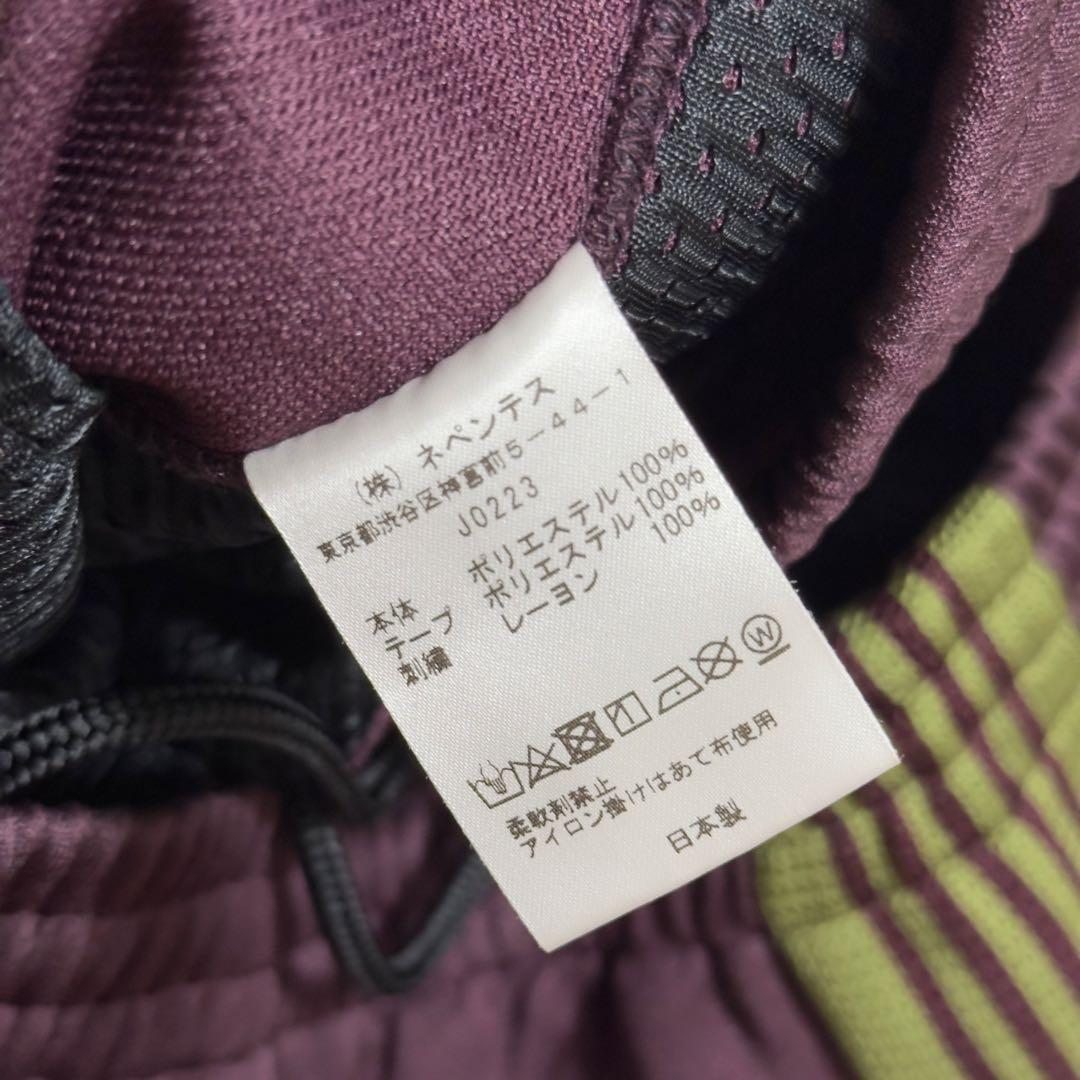 (株) ネペンテス
東京都渋谷区神宮前5-44-1
J0223
本体 ポリエステル100%
テープ ポリエステル100%
刺繍 レーヨン 100%
柔軟剤禁止
アイロン掛けはあて布使用
日本製